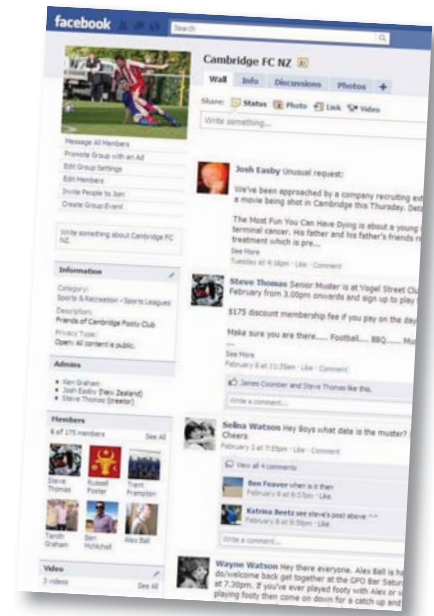 facebook
Search
Cambridge FC NZ
Wall Info Discussions Photos +
Share: Status Photo Link Video
Write something...
Message All Members
Promote Group with an Ad
Edit Group Settings
Edit Members
Invite People to Join
Create Group Event
Write something about Cambridge FC
NZ.
Information
Category:
Sports & Recreation - Sports Leagues
Description:
Friends of Cambridge Footy Club
Privacy Type:
Open: All content is public.
Admins
Ken Graham
Josh Easby (New Zealand)
Steve Thomas (creator)
Members
6 of 175 members See All
Steve
Thomas
Russell
Foster
Trent
Frampton
Graham
Ben
McNicholl
Alex Ball
Video
2 videos See All
Josh Easby Unusual request:
We've been approached by a company recruiting
a movie being shot in Cambridge this Thursday.
The Most Fun You Can Have Dying is about a young
terminal cancer. His father and his father's friends
treatment which is pre...
See More
Tuesday at 4:16pm · Like · Comment
Steve Thomas Senior Muster is at Vogel Street
February from 3.00pm onwards and sign up to play
$175 discount membership fee if you pay on the day
Make sure you are there..... Football.... BBQ.....
...
See More
February 8 at 11:35am · Like · Comment
James Coomber and Steve Thomas like this.
Write a comment...
Selina Watson Hey Boys what date is the muster?
Cheers
February 3 at 7:55pm · Like · Comment
View all 4 comments
Ben Feaver when is it then
February 8 at 9:57pm · Like
Katrina Beetz see steve's post above ^^
February 8 at 9:59pm · Like
Write a comment...
Wayne Watson Hey there everyone. Alex Ball is
do/welcome back get together at the GPO Bar
at 7.30pm. If you've ever played footy with Alex or
playing footy then come on down for a catch up and